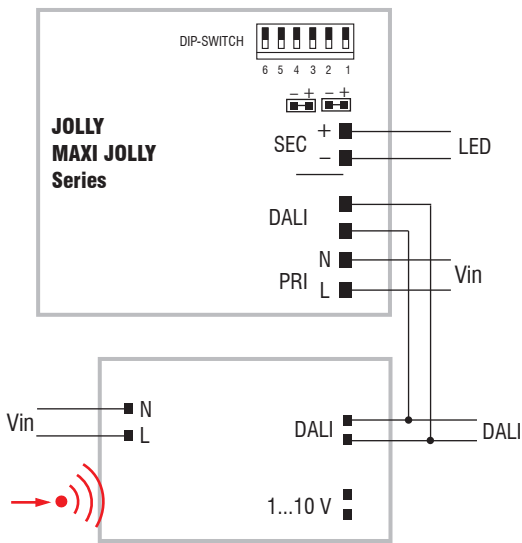 DIP-SWITCH
6 5 4 3 2 1
– + – +
JOLLY
MAXI JOLLY
Series
SEC + –
LED
DALI
N
PRI L
Vin
Vin
N
L
DALI
DALI
1...10 V